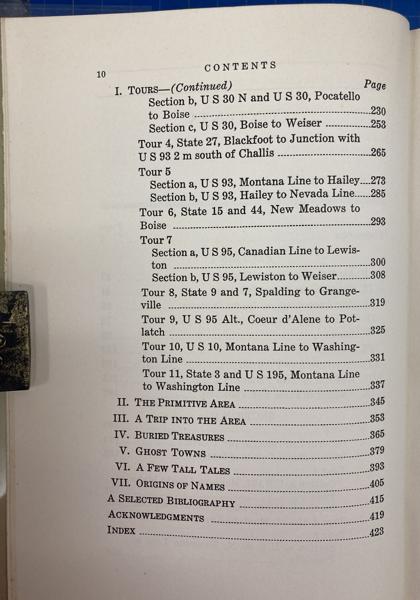 10
CONTENTS
I. TOURS—(Continued) Page
Section b, U S 30 N and U S 30, Pocatello
to Boise ....................230
Section c, U S 30, Boise to Weiser ............253
Tour 4, State 27, Blackfoot to Junction with
U S 93 2 m south of Challis ........................265
Tour 5
Section a, U S 93, Montana Line to Hailey....273
Section b, U S 93, Hailey to Nevada Line.....285
Tour 6, State 15 and 44, New Meadows to
Boise ........................293
Tour 7
Section a, U S 95, Canadian Line to Lewis-
ton ........................300
Section b, U S 95, Lewiston to Weiser.........308
Tour 8, State 9 and 7, Spalding to Grange-
ville ........................319
Tour 9, U S 95 Alt., Coeur d'Alene to Pot-
latch ........................325
Tour 10, U S 10, Montana Line to Washing-
ton Line ........................331
Tour 11, State 3 and U S 195, Montana Line
to Washington Line ........................337
II. THE PRIMITIVE AREA ........................345
III. A TRIP INTO THE AREA ........................353
IV. BURIED TREASURES ........................365
V. GHOST TOWNS ........................379
VI. A FEW TALL TALES ........................393
VII. ORIGINS OF NAMES ........................405
A SELECTED BIBLIOGRAPHY ........................415
ACKNOWLEDGMENTS ........................419
INDEX ........................423